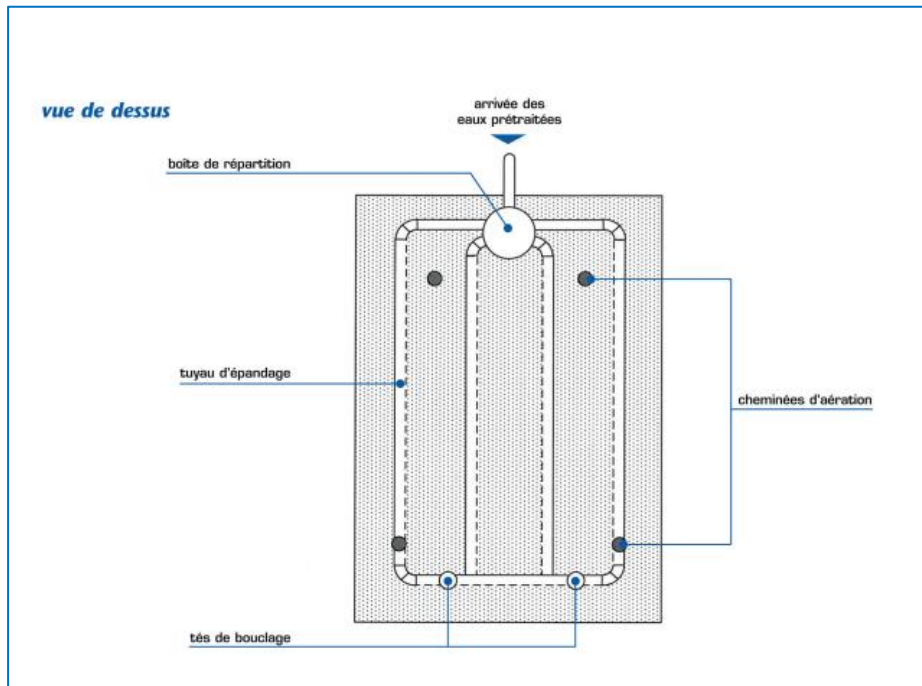 vue de dessus
arrivée des
eaux prétraitées
boîte de répartition
tuyau d'épandage
cheminées d'aération
tés de bouclage